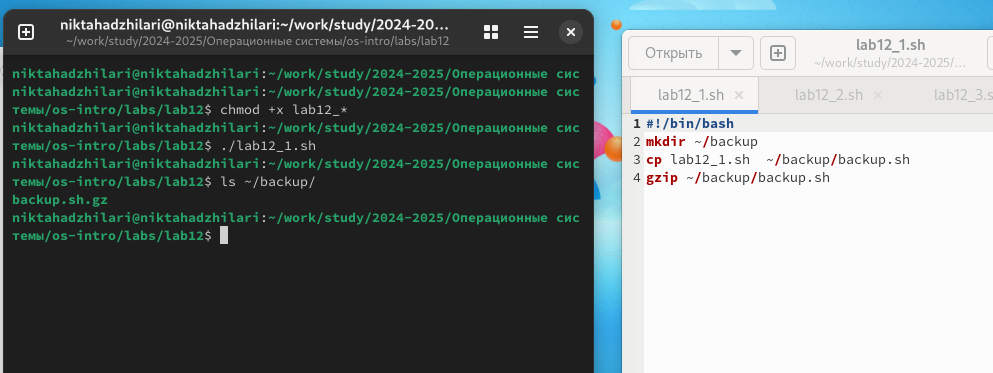 niktahadzhilari@niktahadzhilari:~/work/study/2024-20...
~/work/study/2024-2025/Операционные системы/os-intro/labs/lab12
niktahadzhilari@niktahadzhilari:~/work/study/2024-2025/Операционные сис
niktahadzhilari@niktahadzhilari:~/work/study/2024-2025/Операционные сис
темы/os-intro/labs/lab12$ chmod +x lab12_*
niktahadzhilari@niktahadzhilari:~/work/study/2024-2025/Операционные сис
темы/os-intro/labs/lab12$ ./lab12_1.sh
niktahadzhilari@niktahadzhilari:~/work/study/2024-2025/Операционные сис
темы/os-intro/labs/lab12$ ls ~/backup/
backup.sh.gz
niktahadzhilari@niktahadzhilari:~/work/study/2024-2025/Операционные сис
темы/os-intro/labs/lab12$
Открыть
lab12_1.sh
~/work/study/2024-2025/...
lab12_1.sh × lab12_2.sh × lab12_3.s
1 #!/bin/bash
2 mkdir ~/backup
3 cp lab12_1.sh  ~/backup/backup.sh
4 gzip ~/backup/backup.sh